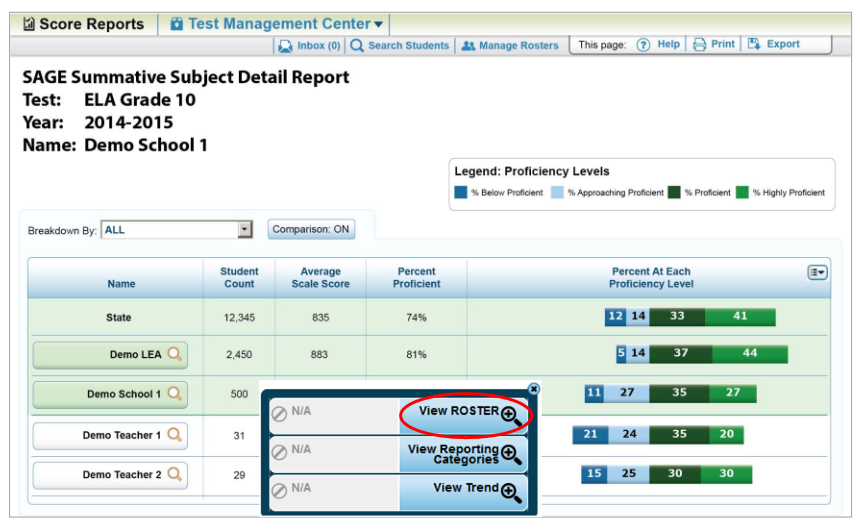 Score Reports Test Management Center
Inbox (0) Search Students Manage Rosters This page: Help Print Export
SAGE Summative Subject Detail Report
Test: ELA Grade 10
Year: 2014-2015
Name: Demo School 1
Legend: Proficiency Levels
% Below Proficient % Approaching Proficient % Proficient % Highly Proficient
Breakdown By: ALL Comparison: ON
Name Student Count Average Scale Score Percent Proficient Percent At Each Proficiency Level
State 12,345 835 74% 12 14 33 41
Demo LEA 2,450 883 81% 5 14 37 44
Demo School 1 500 11 27 35 27
N/A View ROSTER
Demo Teacher 1 31 21 24 35 20
N/A View Reporting Categories
Demo Teacher 2 29 15 25 30 30
N/A View Trend